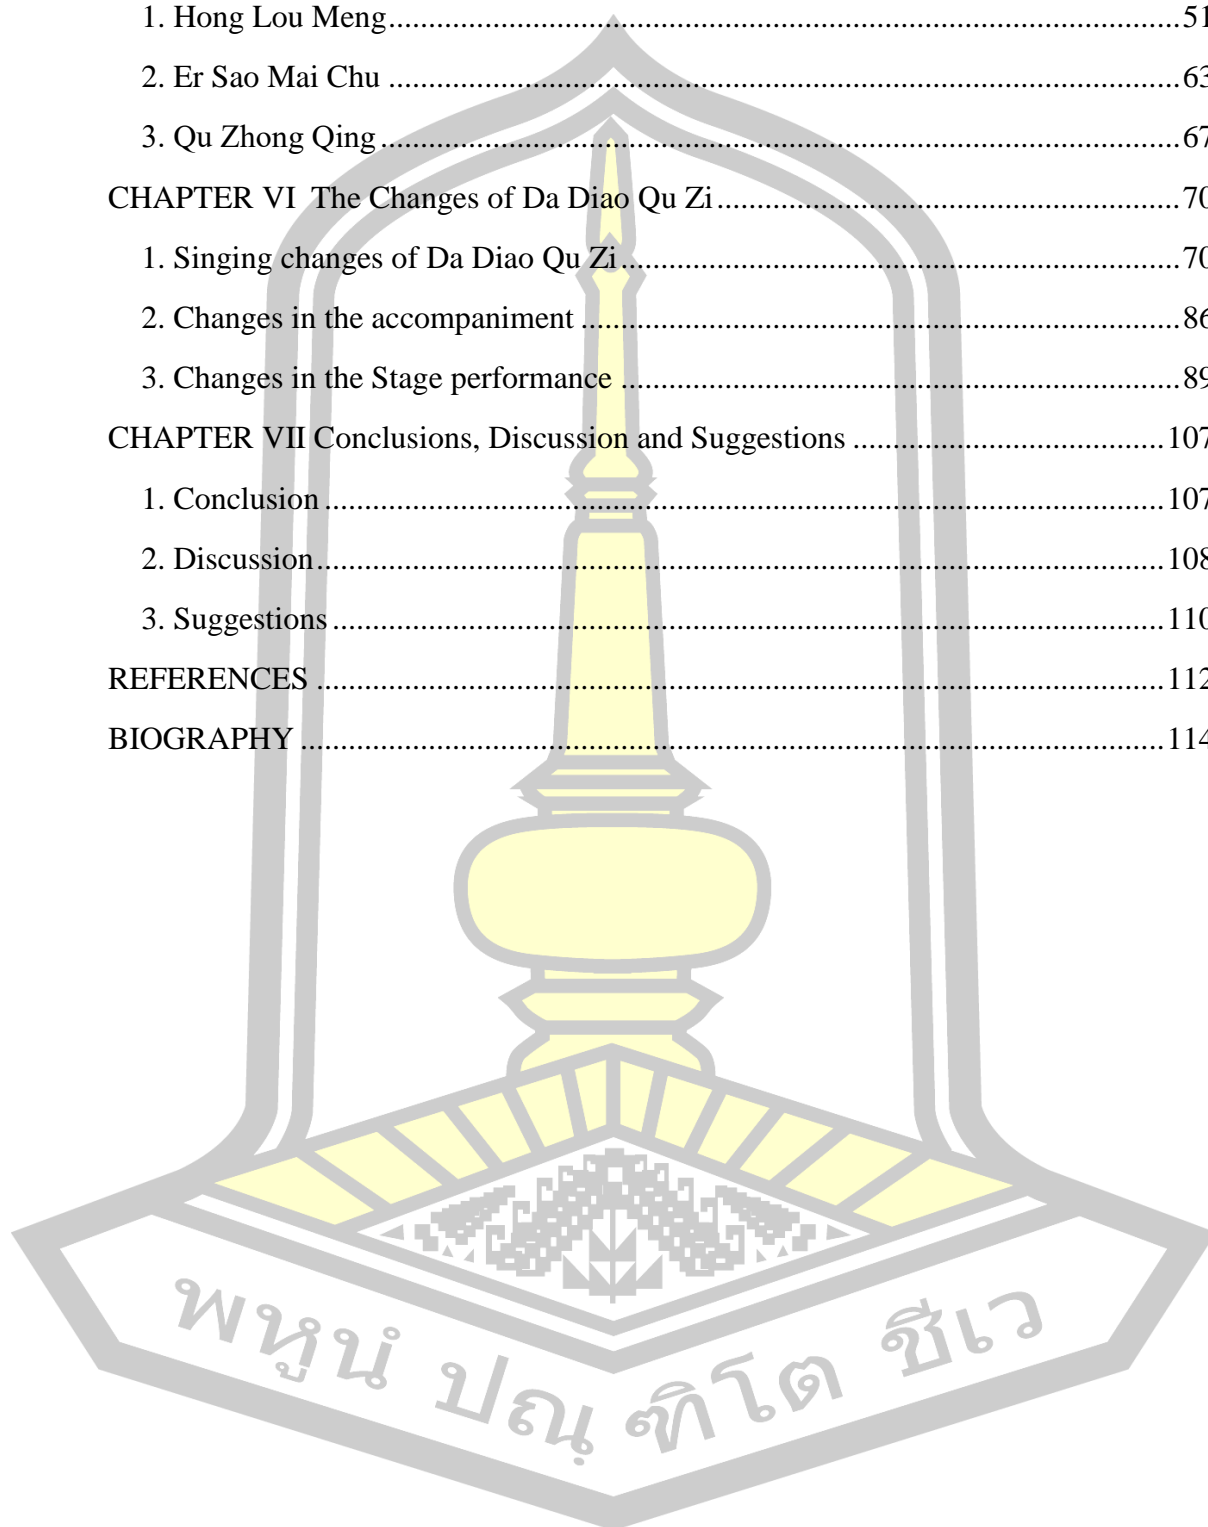 1. Hong Lou Meng 51
2. Er Sao Mai Chu 63
3. Qu Zhong Qing 67
CHAPTER VI The Changes of Da Diao Qu Zi 70
1. Singing changes of Da Diao Qu Zi 70
2. Changes in the accompaniment 86
3. Changes in the Stage performance 89
CHAPTER VII Conclusions, Discussion and Suggestions 107
1. Conclusion 107
2. Discussion 108
3. Suggestions 110
REFERENCES 112
BIOGRAPHY 114
พหูนํ ปณฺฑิโต ชีเว